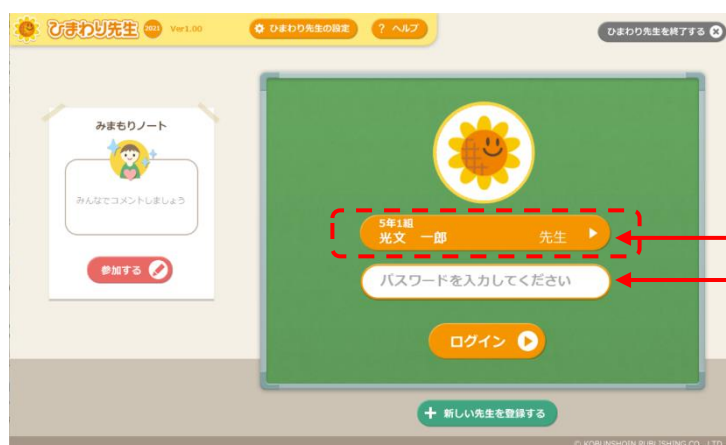 ひまわり先生 2021 Ver1.00
ひまわり先生の設定
? ヘルプ
ひまわり先生を終了する
みまもりノート
みんなでコメントしましょう
参加する
5年1組
光文 一郎 先生
パスワードを入力してください
ログイン
+ 新しい先生を登録する
© KOBUNSHOIN PUBLISHING CO., LTD.